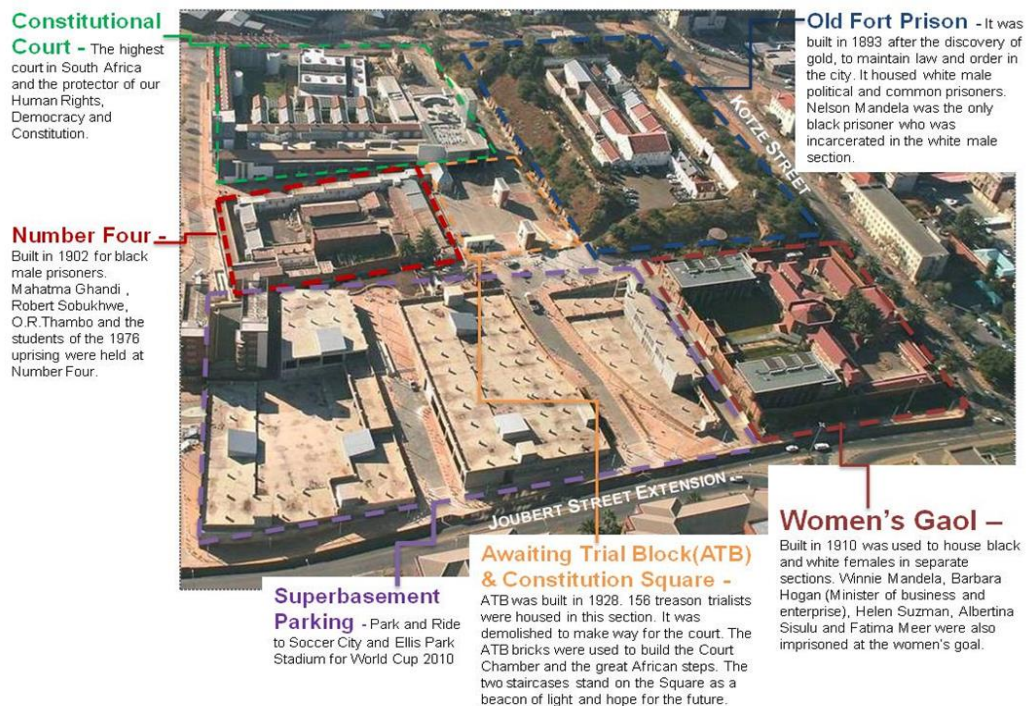 Constitutional
Court - The highest
court in South Africa
and the protector of our
Human Rights,
Democracy and
Constitution.
Old Fort Prison - It was
built in 1893 after the discovery of
gold, to maintain law and order in
the city. It housed white male
political and common prisoners.
Nelson Mandela was the only
black prisoner who was
incarcerated in the white male
section.
KOTZE STREET
Number Four -
Built in 1902 for black
male prisoners.
Mahatma Ghandi ,
Robert Sobukhwe,
O.R.Thambo and the
students of the 1976
uprising were held at
Number Four.
JOUBERT STREET EXTENSION
Superbasement
Parking - Park and Ride
to Soccer City and Ellis Park
Stadium for World Cup 2010
Awaiting Trial Block(ATB)
& Constitution Square -
ATB was built in 1928. 156 treason trialists
were housed in this section. It was
demolished to make way for the court. The
ATB bricks were used to build the Court
Chamber and the great African steps. The
two staircases stand on the Square as a
beacon of light and hope for the future.
Women's Gaol –
Built in 1910 was used to house black
and white females in separate
sections. Winnie Mandela, Barbara
Hogan (Minister of business and
enterprise), Helen Suzman, Albertina
Sisulu and Fatima Meer were also
imprisoned at the women's goal.